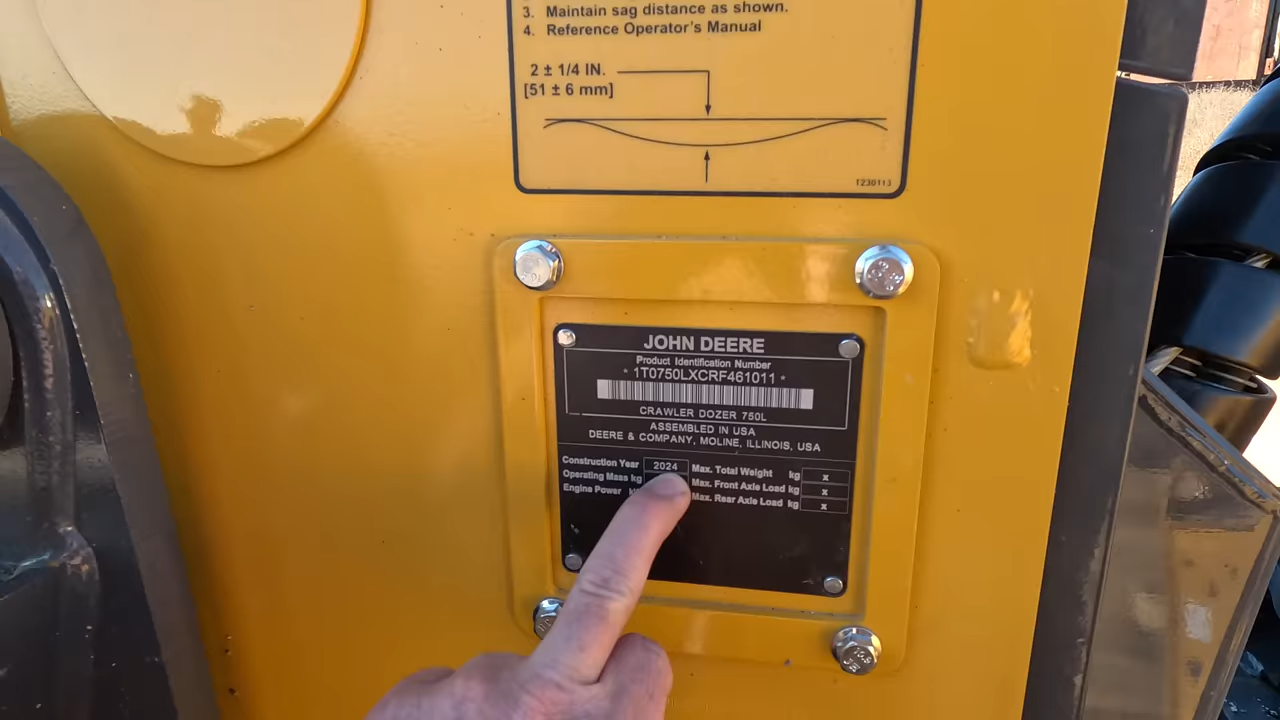 3. Maintain sag distance as shown.
4. Reference Operator's Manual
2 ± 1/4 IN.
[51 ± 6 mm]
T230113
JOHN DEERE
Product Identification Number
* 1T0750LXCRF461011 *
CRAWLER DOZER 750L
ASSEMBLED IN USA
DEERE & COMPANY, MOLINE, ILLINOIS, USA
Construction Year 2024 Max. Total Weight kg x
Operating Mass kg Max. Front Axle Load kg x
Engine Power Max. Rear Axle Load kg x